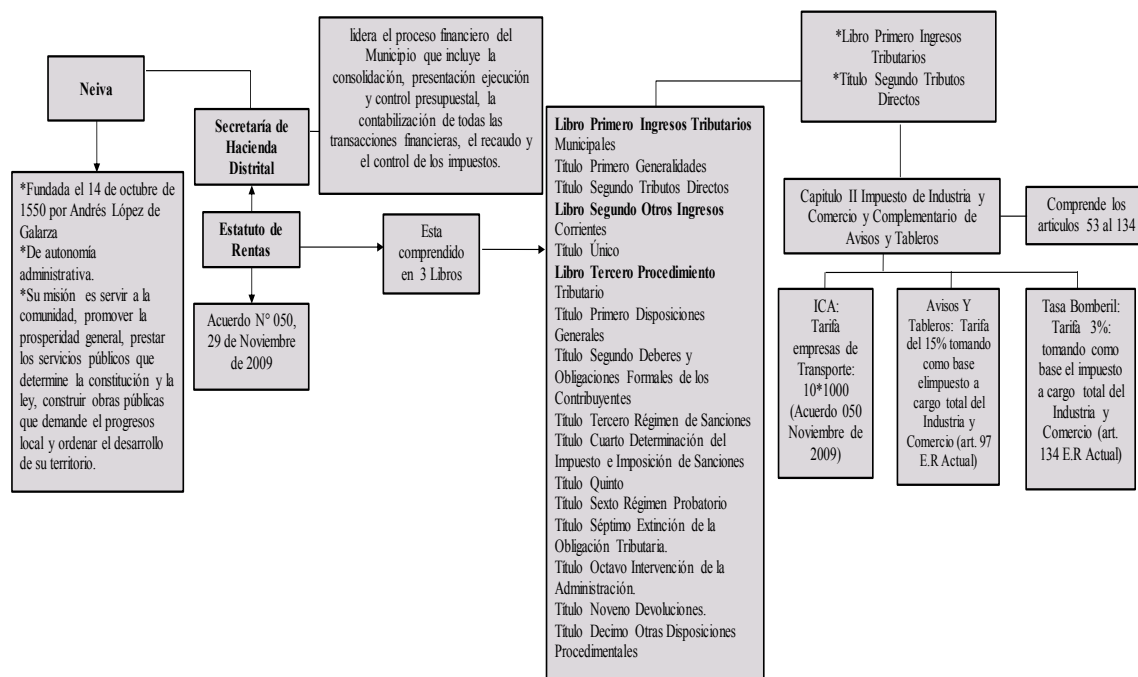 Neiva
*Fundada el 14 de octubre de
1550 por Andrés López de
Galarza
*De autonomía
administrativa.
*Su misión es servir a la
comunidad, promover la
prosperidad general, prestar
los servicios públicos que
determine la constitución y la
ley, construir obras públicas
que demande el progresos
local y ordenar el desarrollo
de su territorio.
Secretaría de
Hacienda
Distrital
lidera el proceso financiero del
Municipio que incluye la
consolidación, presentación ejecución
y control presupuestal, la
contabilización de todas las
transacciones financieras, el recaudo y
el control de los impuestos.
Estatuto de
Rentas
Acuerdo N° 050,
29 de Noviembre
de 2009
Esta
comprendido
en 3 Libros
Libro Primero Ingresos Tributarios
Municipales
Título Primero Generalidades
Título Segundo Tributos Directos
Libro Segundo Otros Ingresos
Corrientes
Título Único
Libro Tercero Procedimiento
Tributario
Título Primero Disposiciones
Generales
Título Segundo Deberes y
Obligaciones Formales de los
Contribuyentes
Título Tercero Régimen de Sanciones
Título Cuarto Determinación del
Impuesto e Imposición de Sanciones
Título Quinto
Título Sexto Régimen Probatorio
Título Séptimo Extinción de la
Obligación Tributaria.
Título Octavo Intervención de la
Administración.
Título Noveno Devoluciones.
Título Decimo Otras Disposiciones
Procedimentales
*Libro Primero Ingresos
Tributarios
*Título Segundo Tributos
Directos
Capitulo II Impuesto de Industria y
Comercio y Complementario de
Avisos y Tableros
Comprende los
articulos 53 al 134
ICA:
Tarifa
empresas de
Transporte:
10*1000
(Acuerdo 050
Noviembre de
2009)
Avisos Y
Tableros: Tarifa
del 15% tomando
como base
elimpuesto a
cargo total del
Industria y
Comercio (art. 97
E.R Actual)
Tasa Bomberil:
Tarifa 3%:
tomando como
base el impuesto
a cargo total del
Industria y
Comercio (art.
134 E.R Actual)